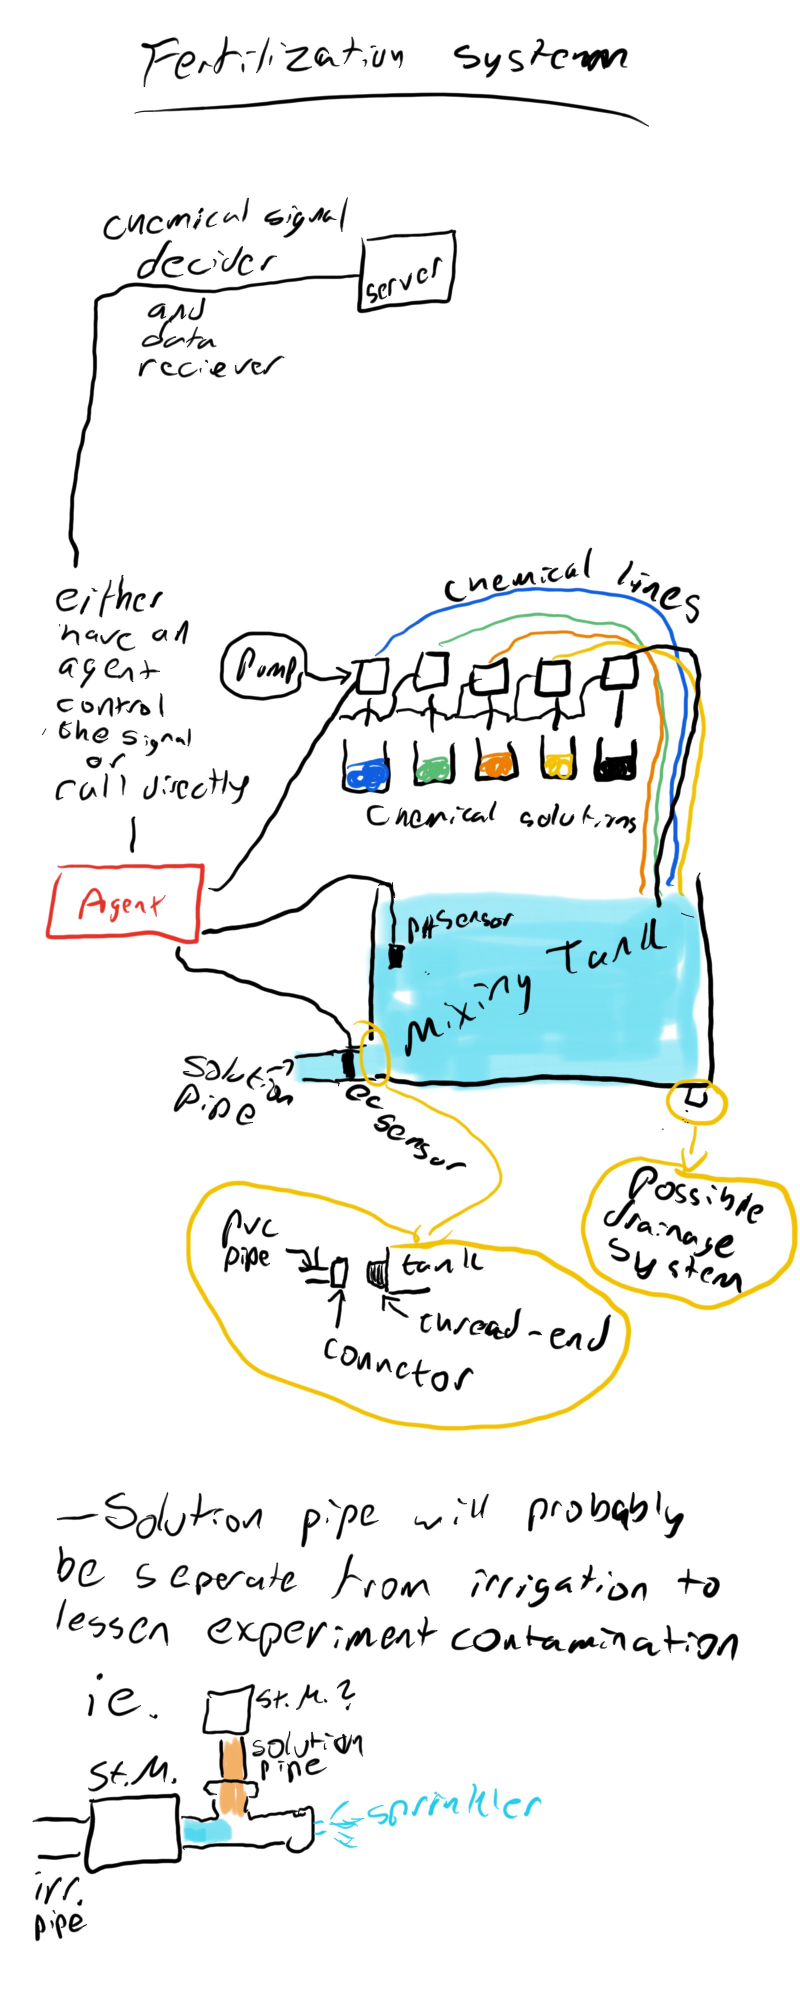 Fertilization system
chemical signal
decider
and
data
reciever
server
either
have an
agent
control
the signal
or
call directly
Agent
chemical lines
Pump
Chemical solutions
PH Sensor
Mixing Tank
solution
pipe
ec sensor
Possible
drainage
system
pvc
pipe
tank
thread-end
connctor
- Solution pipe will probably
be seperate from irrigation to
lessen experiment contamination
ie.
st. M. ?
solution
pipe
St. M.
sprinkler
irr.
pipe